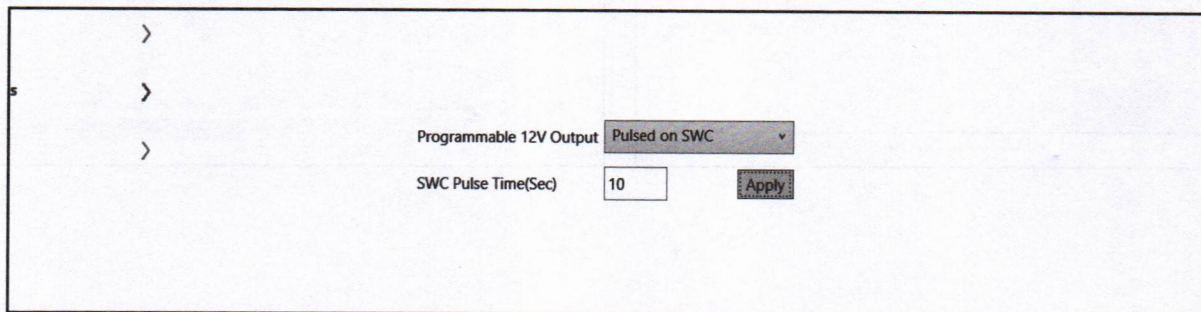 s
Programmable 12V Output Pulsed on SWC
SWC Pulse Time(Sec) 10 Apply